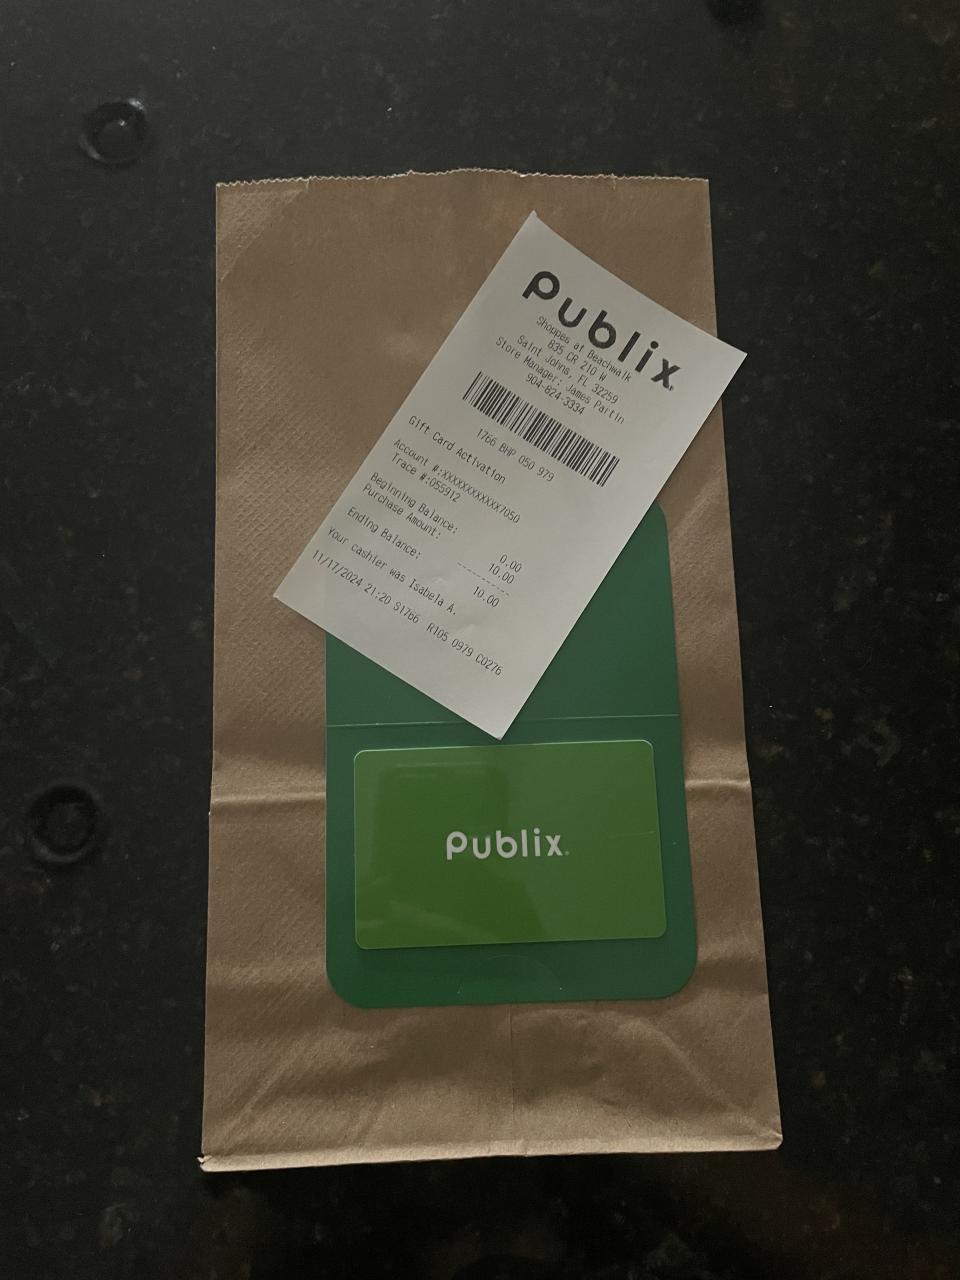 Publix
Shoppes at Beachwalk
835 CR 210 W
Saint Johns, FL 32259
Store Manager: James Partin
904-824-3334
1766 BHP 050 979
Gift Card Activation
Account #:XXXXXXXXXXXX7050
Trace #:055912
Beginning Balance: 0.00
Purchase Amount: 10.00
----------
Ending Balance: 10.00
Your cashier was Isabela A.
11/17/2024 21:20 S1766 R105 0979 C0276
Publix